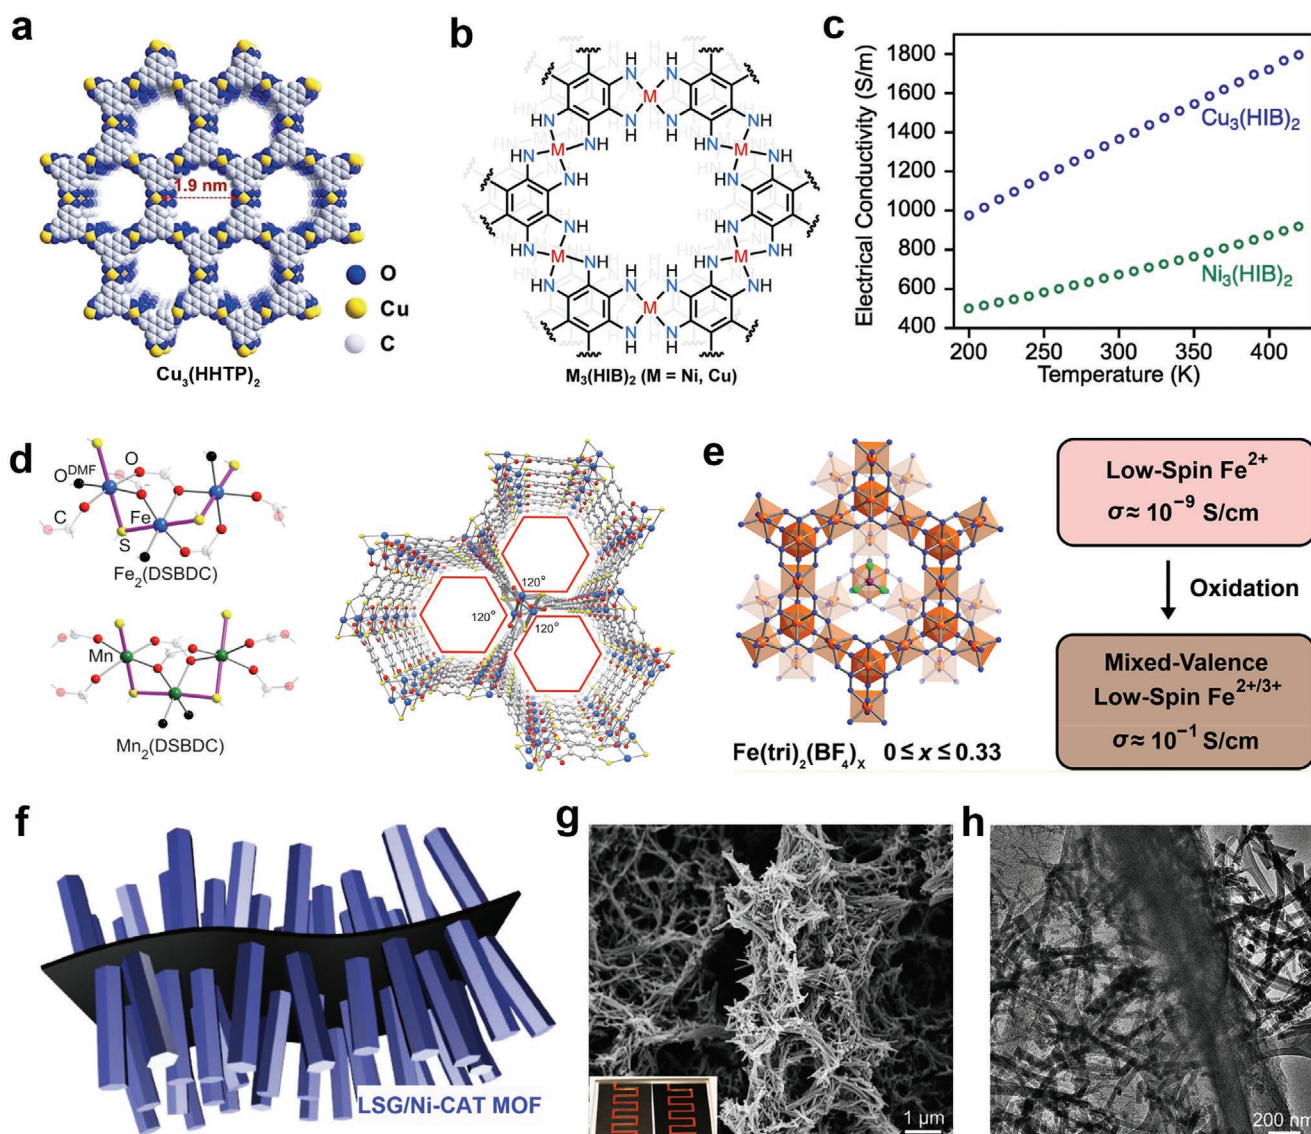 a
1.9 nm
O
Cu
C
Cu₃(HHTP)₂
b
NH
HN
M
M₃(HIB)₂ (M = Ni, Cu)
c
Electrical Conductivity (S/m)
1800
1600
1400
1200
1000
800
600
400
Cu₃(HIB)₂
Ni₃(HIB)₂
200 250 300 350 400
Temperature (K)
d
O^DMF
O
C
Fe
S
Fe₂(DSBDC)
Mn
Mn₂(DSBDC)
120°
120°
120°
e
Fe(tri)₂(BF₄)ₓ 0 ≤ x ≤ 0.33
Low-Spin Fe²⁺
σ ≈ 10⁻⁹ S/cm
Oxidation
Mixed-Valence
Low-Spin Fe²⁺/³⁺
σ ≈ 10⁻¹ S/cm
f
LSG/Ni-CAT MOF
g
1 µm
h
200 nm